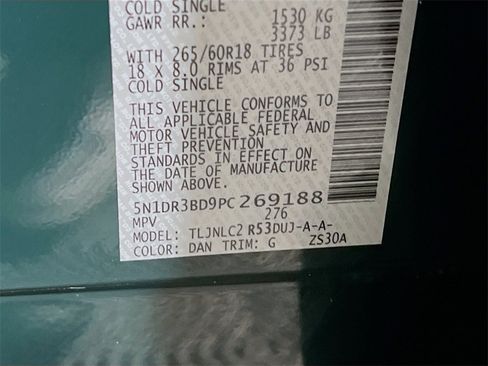 COLD SINGLE
GAWR RR.: 1530 KG
3373 LB
WITH 265/60R18 TIRES
18 X 8.0 RIMS AT 36 PSI
COLD SINGLE
THIS VEHICLE CONFORMS TO
ALL APPLICABLE FEDERAL
MOTOR VEHICLE SAFETY AND
THEFT PREVENTION
STANDARDS IN EFFECT ON
THE DATE OF MANUFACTURE
SHOWN ABOVE.
5N1DR3BD9PC269188
MPV 276
MODEL: TLJNLC2 R53DUJ-A-A-
COLOR: DAN TRIM: G ZS30A